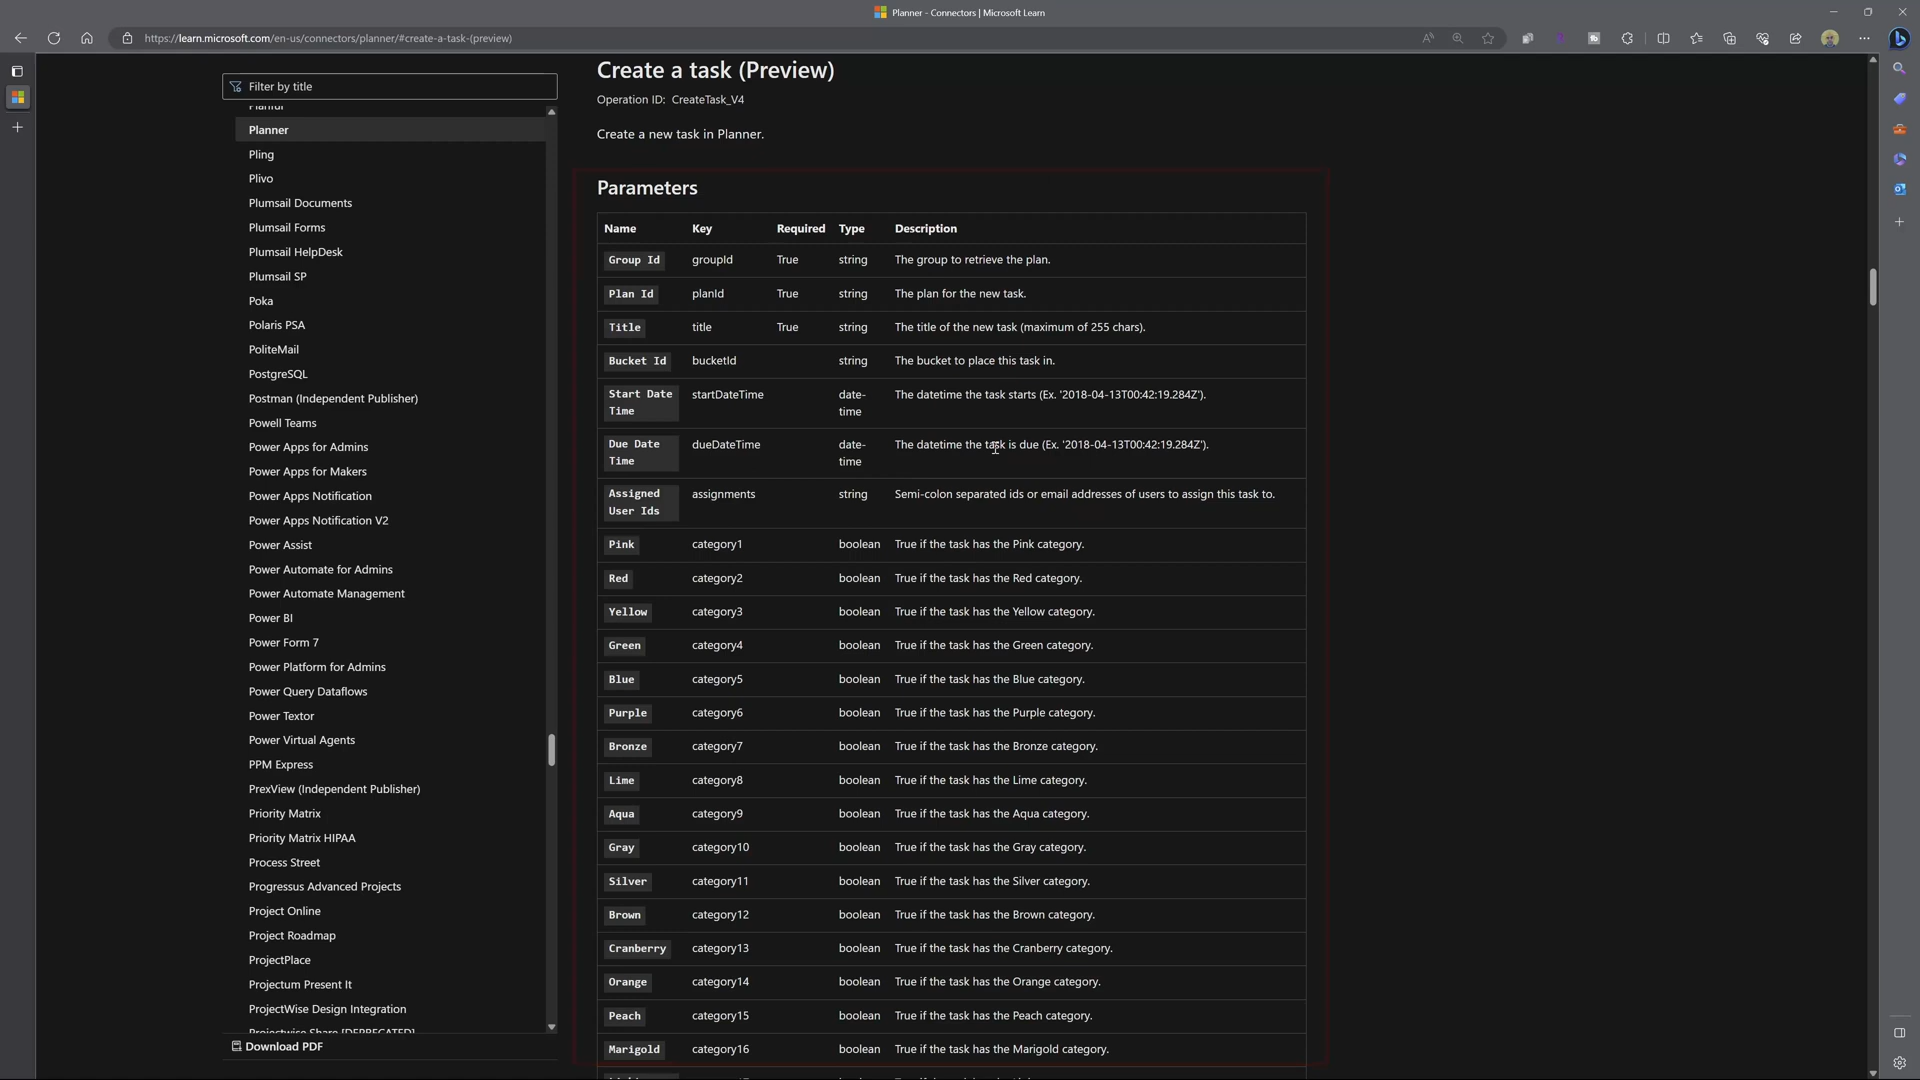 Planner - Connectors | Microsoft Learn
https://learn.microsoft.com/en-us/connectors/planner/#create-a-task-(preview)
Filter by title
Planful
Planner
Pling
Plivo
Plumsail Documents
Plumsail Forms
Plumsail HelpDesk
Plumsail SP
Poka
Polaris PSA
PoliteMail
PostgreSQL
Postman (Independent Publisher)
Powell Teams
Power Apps for Admins
Power Apps for Makers
Power Apps Notification
Power Apps Notification V2
Power Assist
Power Automate for Admins
Power Automate Management
Power BI
Power Form 7
Power Platform for Admins
Power Query Dataflows
Power Textor
Power Virtual Agents
PPM Express
PrexView (Independent Publisher)
Priority Matrix
Priority Matrix HIPAA
Process Street
Progressus Advanced Projects
Project Online
Project Roadmap
ProjectPlace
Projectum Present It
ProjectWise Design Integration
Projectwise Share [DEPRECATED]
Download PDF
Create a task (Preview)
Operation ID: CreateTask_V4
Create a new task in Planner.
Parameters
Name Key Required Type Description
Group Id groupId True string The group to retrieve the plan.
Plan Id planId True string The plan for the new task.
Title title True string The title of the new task (maximum of 255 chars).
Bucket Id bucketId string The bucket to place this task in.
Start Date startDateTime date- The datetime the task starts (Ex. '2018-04-13T00:42:19.284Z').
Time time
Due Date dueDateTime date- The datetime the task is due (Ex. '2018-04-13T00:42:19.284Z').
Time time
Assigned assignments string Semi-colon separated ids or email addresses of users to assign this task to.
User Ids
Pink category1 boolean True if the task has the Pink category.
Red category2 boolean True if the task has the Red category.
Yellow category3 boolean True if the task has the Yellow category.
Green category4 boolean True if the task has the Green category.
Blue category5 boolean True if the task has the Blue category.
Purple category6 boolean True if the task has the Purple category.
Bronze category7 boolean True if the task has the Bronze category.
Lime category8 boolean True if the task has the Lime category.
Aqua category9 boolean True if the task has the Aqua category.
Gray category10 boolean True if the task has the Gray category.
Silver category11 boolean True if the task has the Silver category.
Brown category12 boolean True if the task has the Brown category.
Cranberry category13 boolean True if the task has the Cranberry category.
Orange category14 boolean True if the task has the Orange category.
Peach category15 boolean True if the task has the Peach category.
Marigold category16 boolean True if the task has the Marigold category.